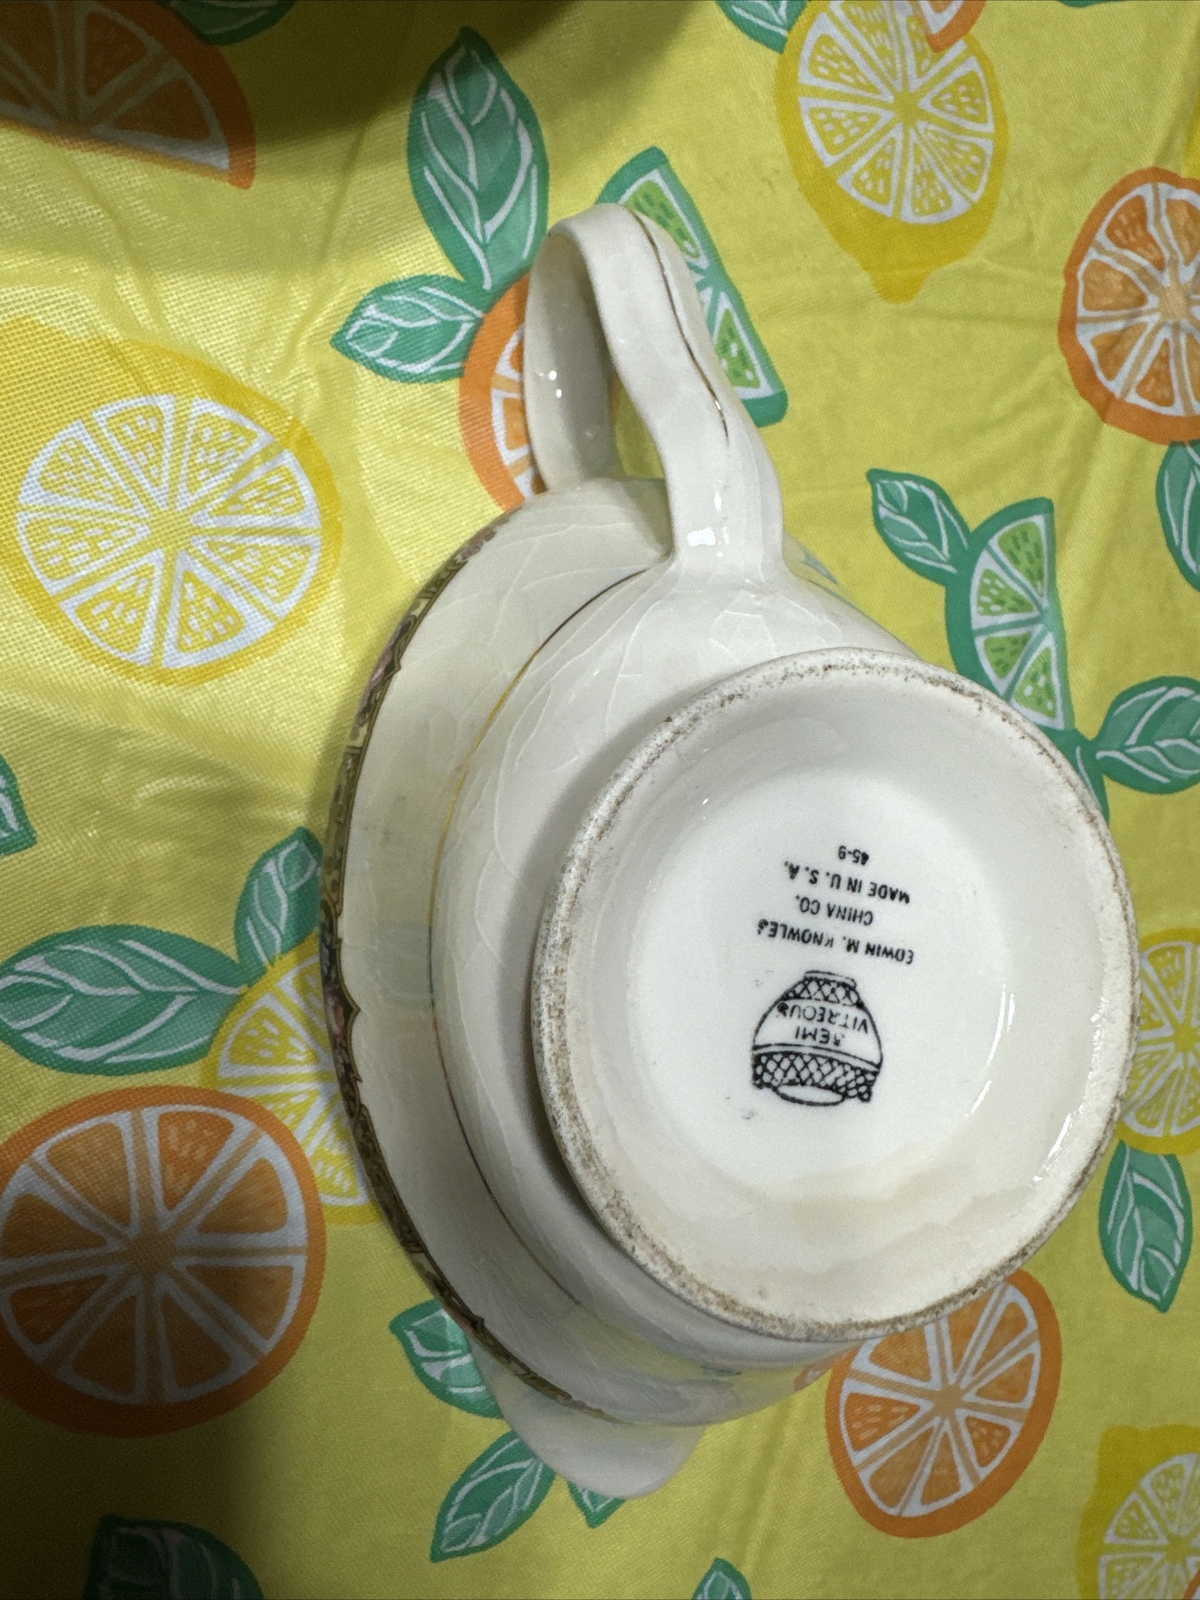 SEMI
VITREOUS
EDWIN M. KNOWLES
CHINA CO.
MADE IN U. S. A.
45-9